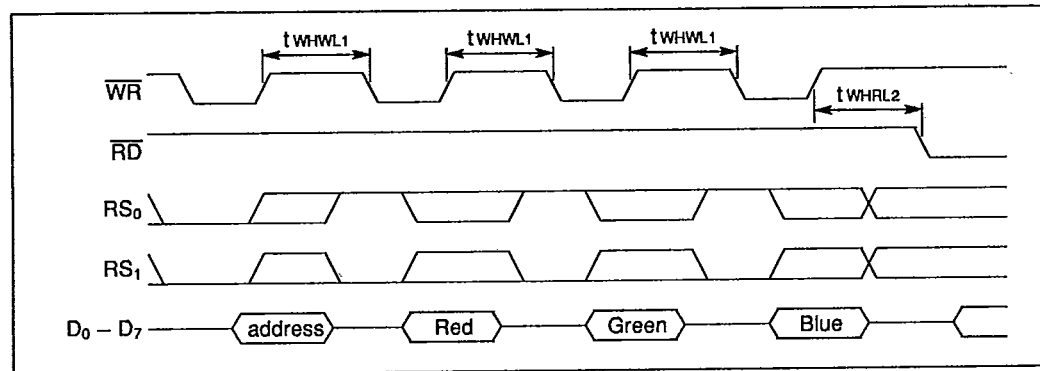 tWHWL1 tWHWL1 tWHWL1
WR
tWHRL2
RD
RS0
RS1
D0 – D7 address Red Green Blue